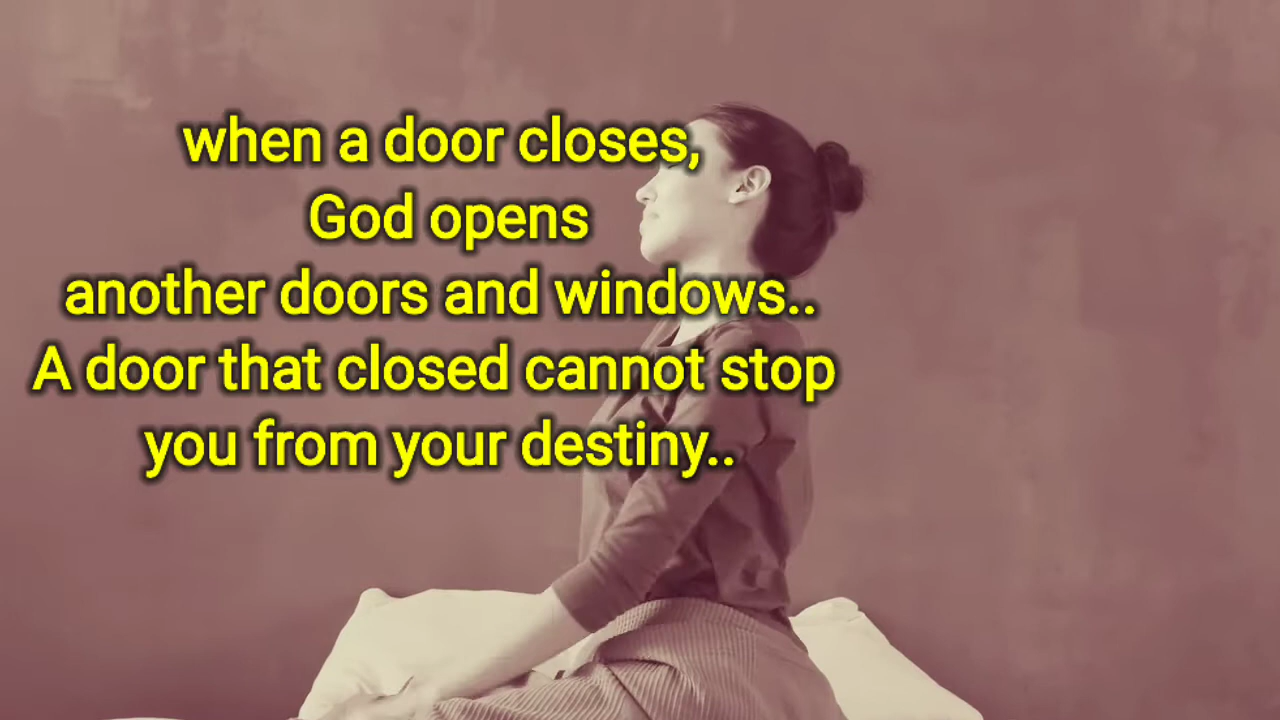 when a door closes,
God opens
another doors and windows..
A door that closed cannot stop
you from your destiny..